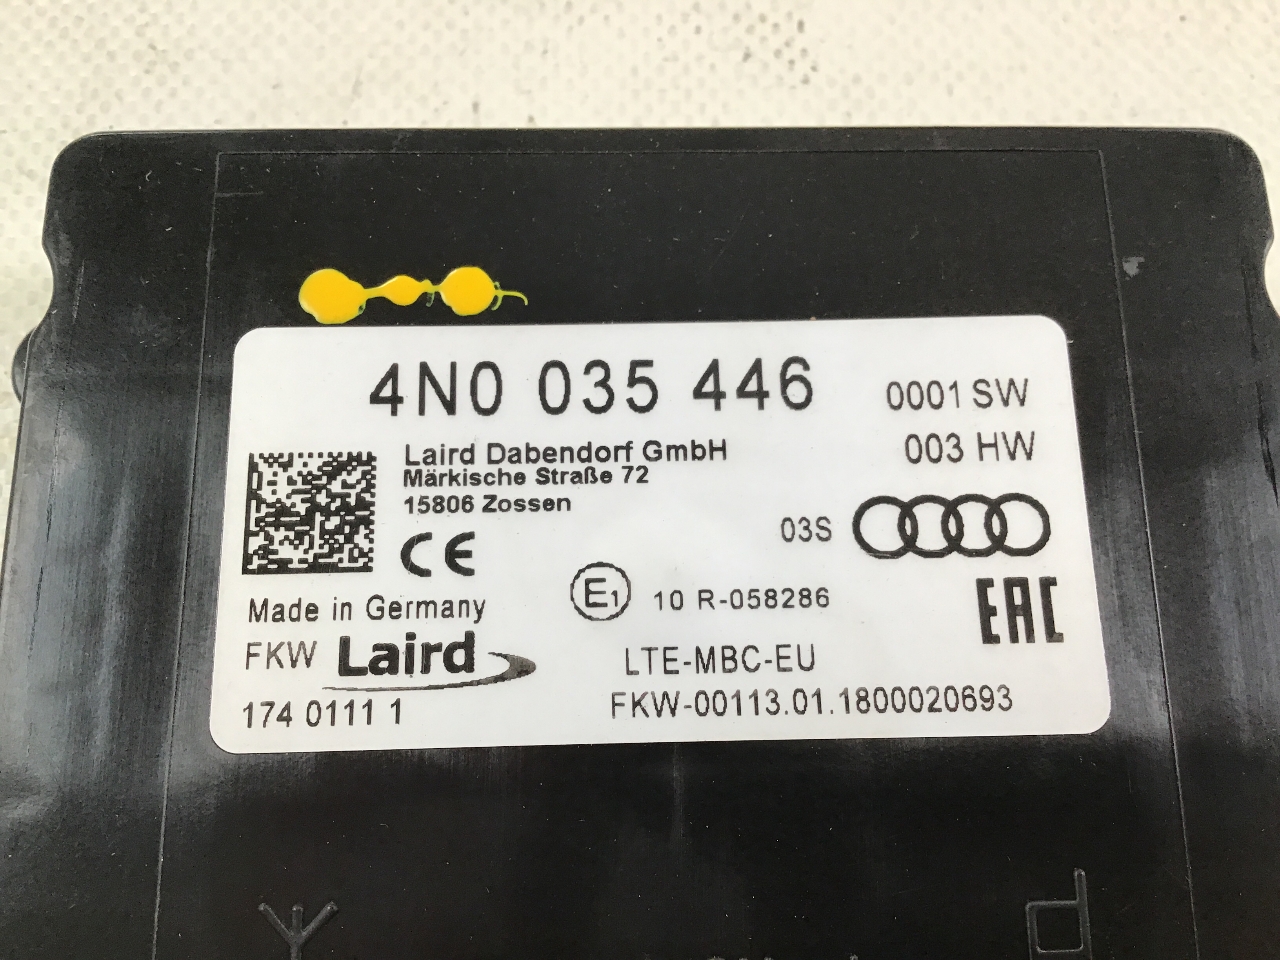 4N0 035 446
0001 SW
003 HW
Laird Dabendorf GmbH
Märkische Straße 72
15806 Zossen
03S
CE
E1 10 R-058286
EAC
Made in Germany
FKW Laird
LTE-MBC-EU
174 0111 1
FKW-00113.01.1800020693